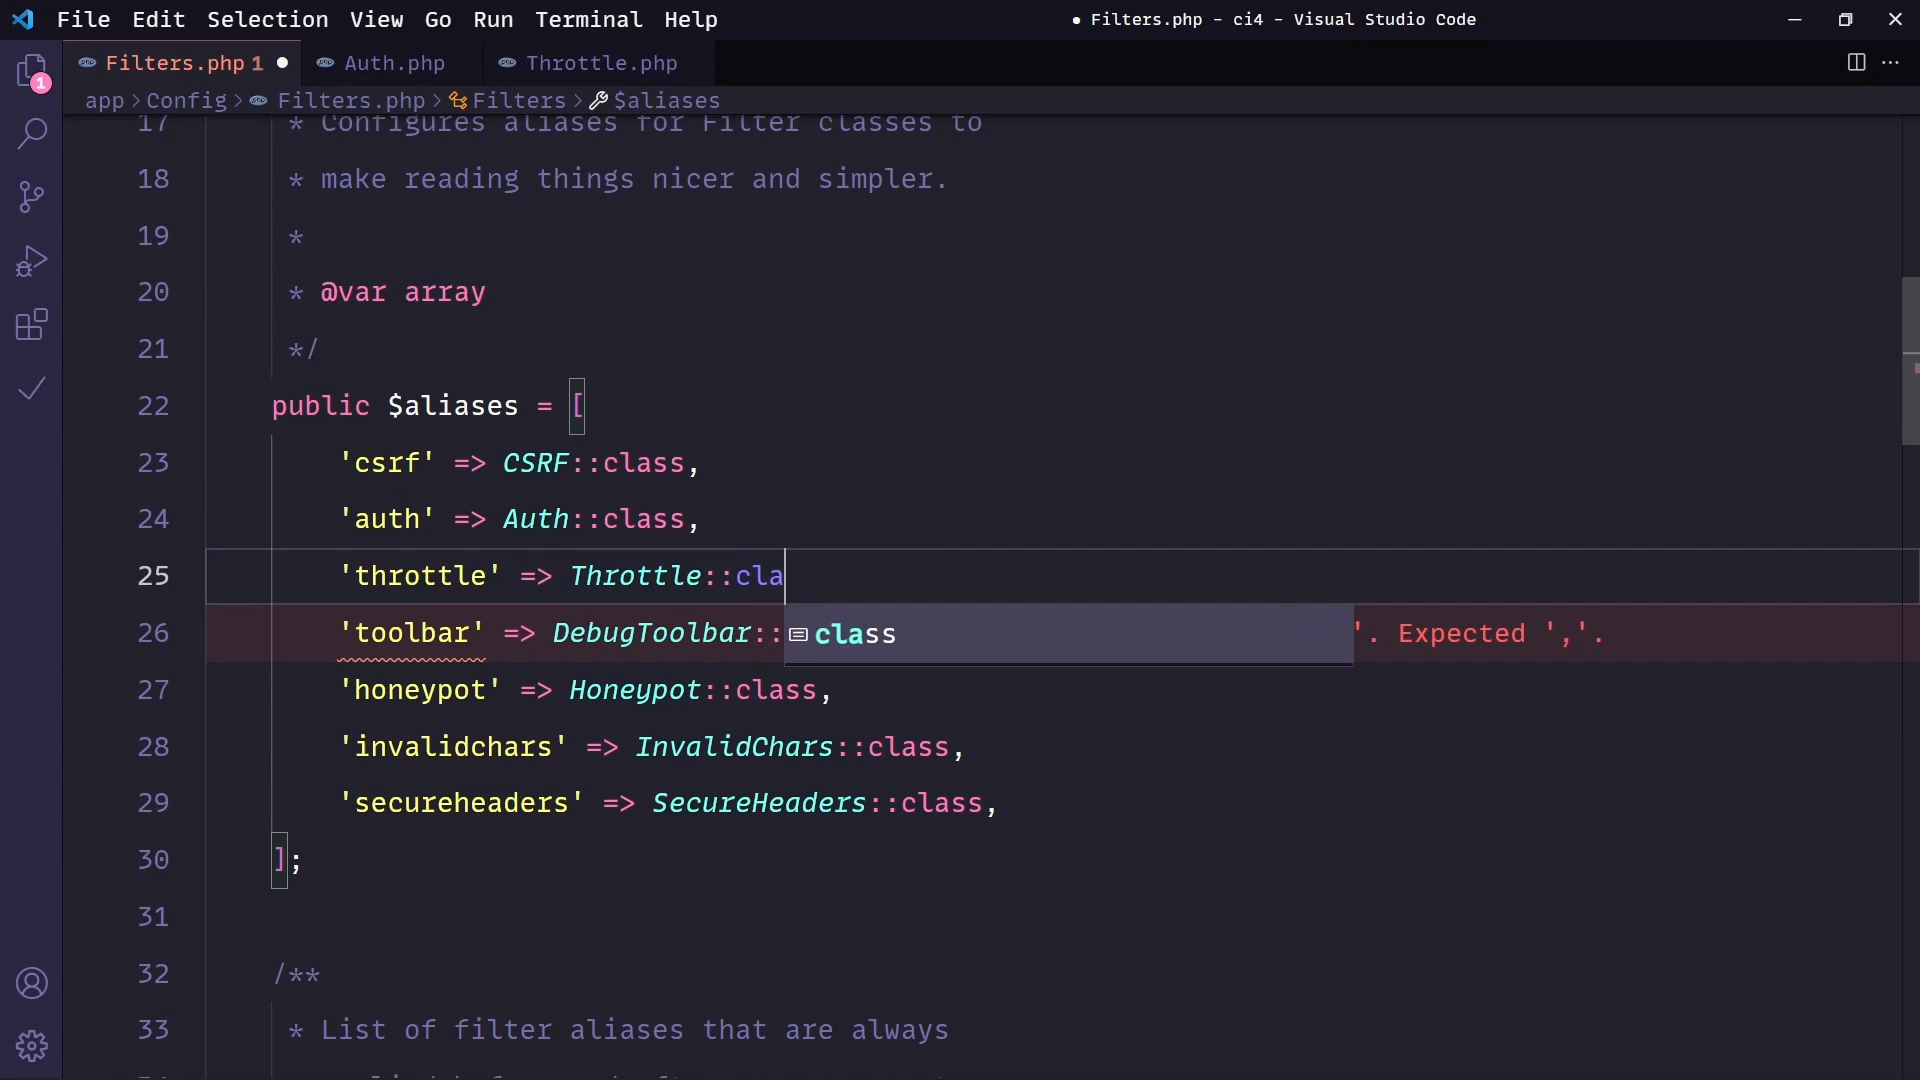 File Edit Selection View Go Run Terminal Help
● Filters.php - ci4 - Visual Studio Code
Filters.php 1 ● Auth.php Throttle.php
app > Config > Filters.php > Filters > $aliases
1
17 * Configures aliases for Filter classes to
18 * make reading things nicer and simpler.
19 *
20 * @var array
21 */
22 public $aliases = [
23 'csrf' => CSRF::class,
24 'auth' => Auth::class,
25 'throttle' => Throttle::cla
26 'toolbar' => DebugToolbar:: class '. Expected ','.
27 'honeypot' => Honeypot::class,
28 'invalidchars' => InvalidChars::class,
29 'secureheaders' => SecureHeaders::class,
30 ];
31
32 /**
33 * List of filter aliases that are always